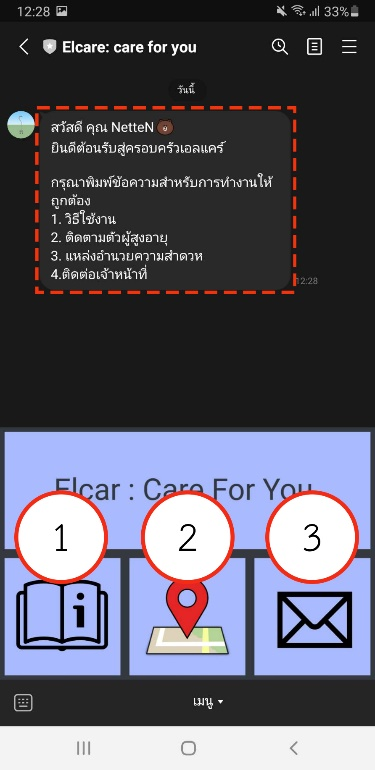 12:28
33%
Elcare: care for you
วันนี้
สวัสดี คุณ NetteN
ยินดีต้อนรับสู่ครอบครัวเอลแคร์
กรุณาพิมพ์ข้อความสำหรับการทำงานให้
ถูกต้อง
1. วิธีใช้งาน
2. ติดตามตัวผู้สูงอายุ
3. แหล่งอำนวยความสำดวห
4.ติดต่อเจ้าหน้าที่
12:28
Elcar : Care For You
1
2
3
i
เมนู